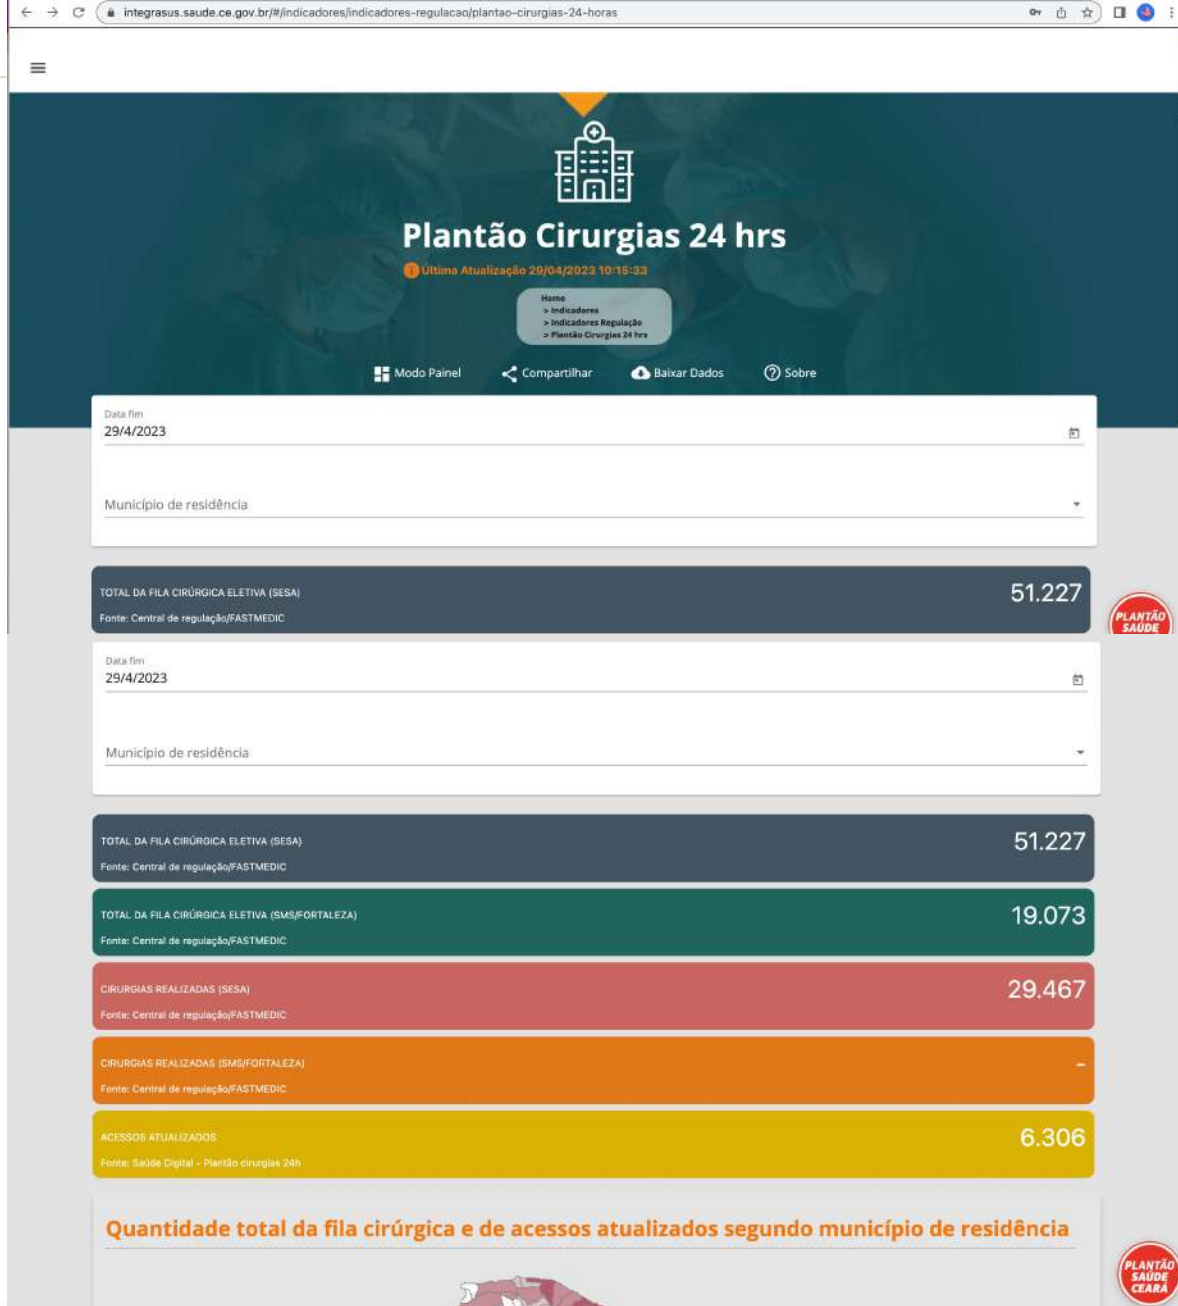 integrasus.saude.ce.gov.br/#/indicadores/indicadores-regulacao/plantao-cirurgias-24-horas
Plantão Cirurgias 24 hrs
Última Atualização 29/04/2023 10:15:33
Home
> Indicadores
> Indicadores Regulação
> Plantão Cirurgias 24 hrs
Modo Painel Compartilhar Baixar Dados Sobre
Data fim
29/4/2023
Município de residência
TOTAL DA FILA CIRÚRGICA ELETIVA (SESA) 51.227
Fonte: Central de regulação/FASTMEDIC
PLANTÃO
SAÚDE
Data fim
29/4/2023
Município de residência
TOTAL DA FILA CIRÚRGICA ELETIVA (SESA) 51.227
Fonte: Central de regulação/FASTMEDIC
TOTAL DA FILA CIRÚRGICA ELETIVA (SMS/FORTALEZA) 19.073
Fonte: Central de regulação/FASTMEDIC
CIRURGIAS REALIZADAS (SESA) 29.467
Fonte: Central de regulação/FASTMEDIC
CIRURGIAS REALIZADAS (SMS/FORTALEZA) -
Fonte: Central de regulação/FASTMEDIC
ACESSOS ATUALIZADOS 6.306
Fonte: Saúde Digital - Plantão cirurgias 24h
Quantidade total da fila cirúrgica e de acessos atualizados segundo município de residência
PLANTÃO
SAÚDE
CEARÁ